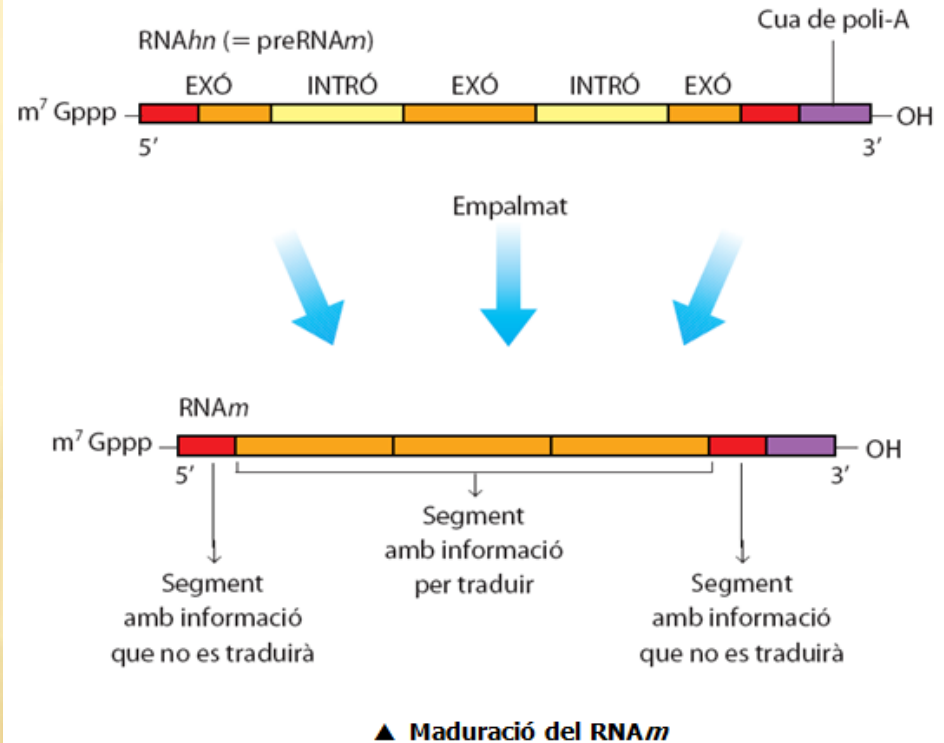 Cua de poli-A
RNAhn (= preRNAm)
EXÓ INTRÓ EXÓ INTRÓ EXÓ
m⁷ Gppp OH
5′ 3′
Empalmat
RNAm
m⁷ Gppp OH
5′ 3′
Segment
amb informació
per traduir
Segment
amb informació
que no es traduirà
Segment
amb informació
que no es traduirà
▲ Maduració del RNAm